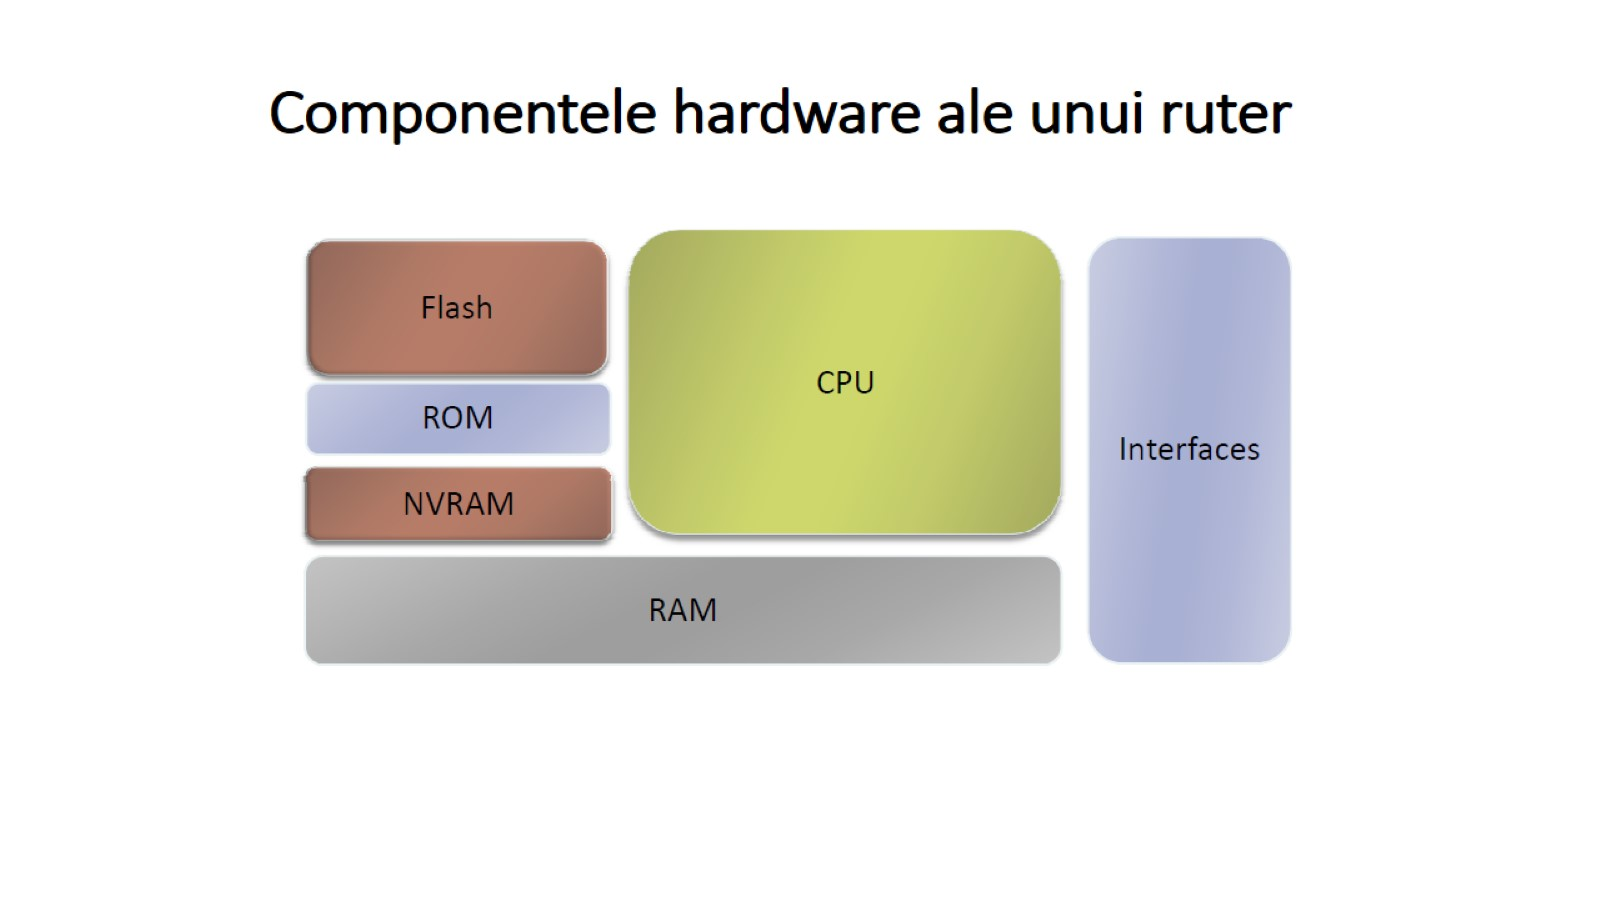 Componentele hardware ale unui ruter
Flash
CPU
ROM
Interfaces
NVRAM
RAM